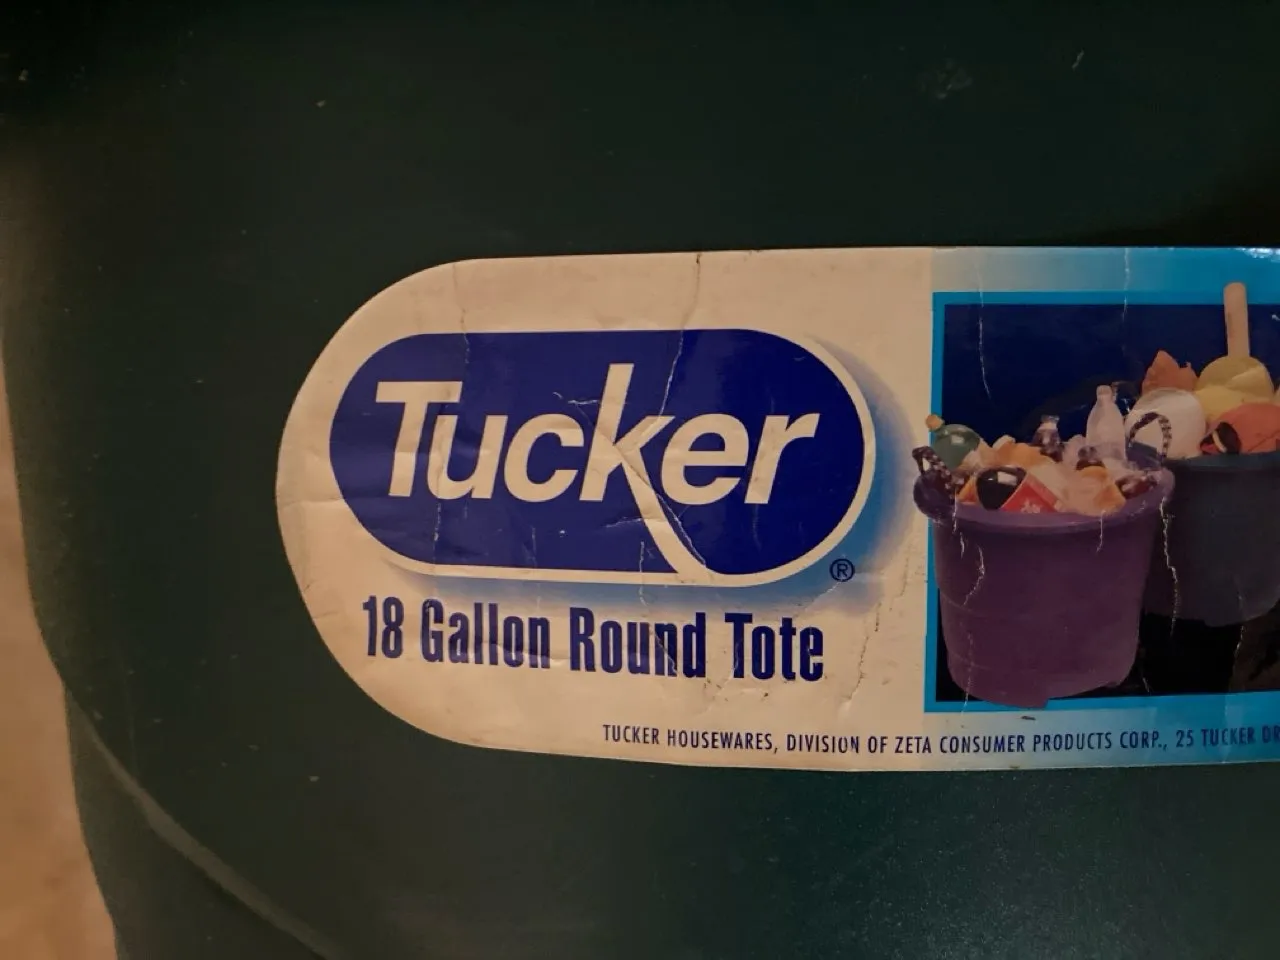 Tucker
®
18 Gallon Round Tote
TUCKER HOUSEWARES, DIVISION OF ZETA CONSUMER PRODUCTS CORP., 25 TUCKER